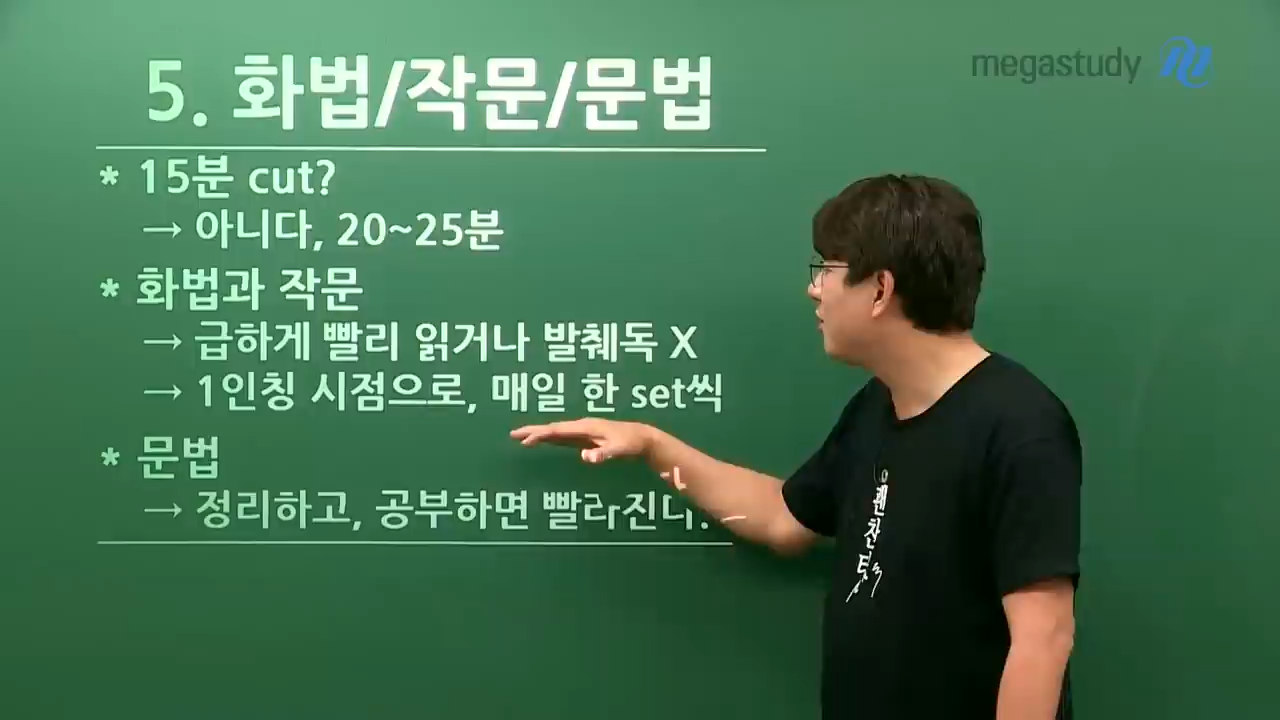 megastudy
5. 화법/작문/문법
* 15분 cut?
→ 아니다, 20~25분
* 화법과 작문
→ 급하게 빨리 읽거나 발췌독 X
→ 1인칭 시점으로, 매일 한 set씩
* 문법
→ 정리하고, 공부하면 빨라진다.